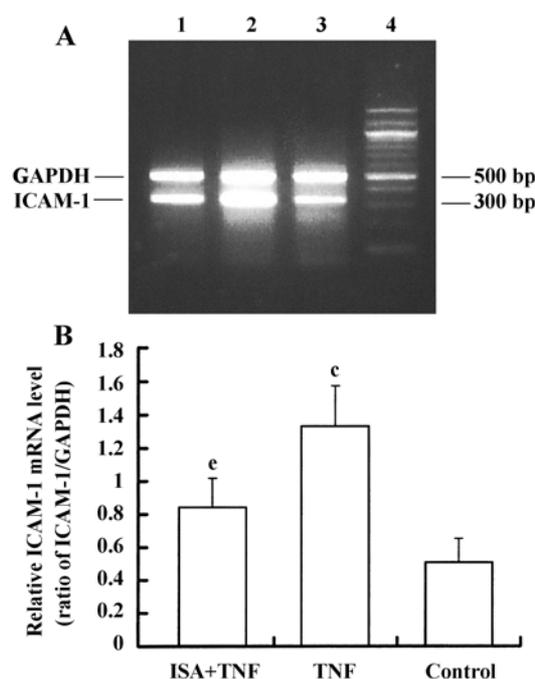 A
1 2 3 4
GAPDH
ICAM-1
500 bp
300 bp
B
Relative ICAM-1 mRNA level
(ratio of ICAM-1/GAPDH)
1.8
1.6
1.4
1.2
1
0.8
0.6
0.4
0.2
0
e
c
ISA+TNF TNF Control